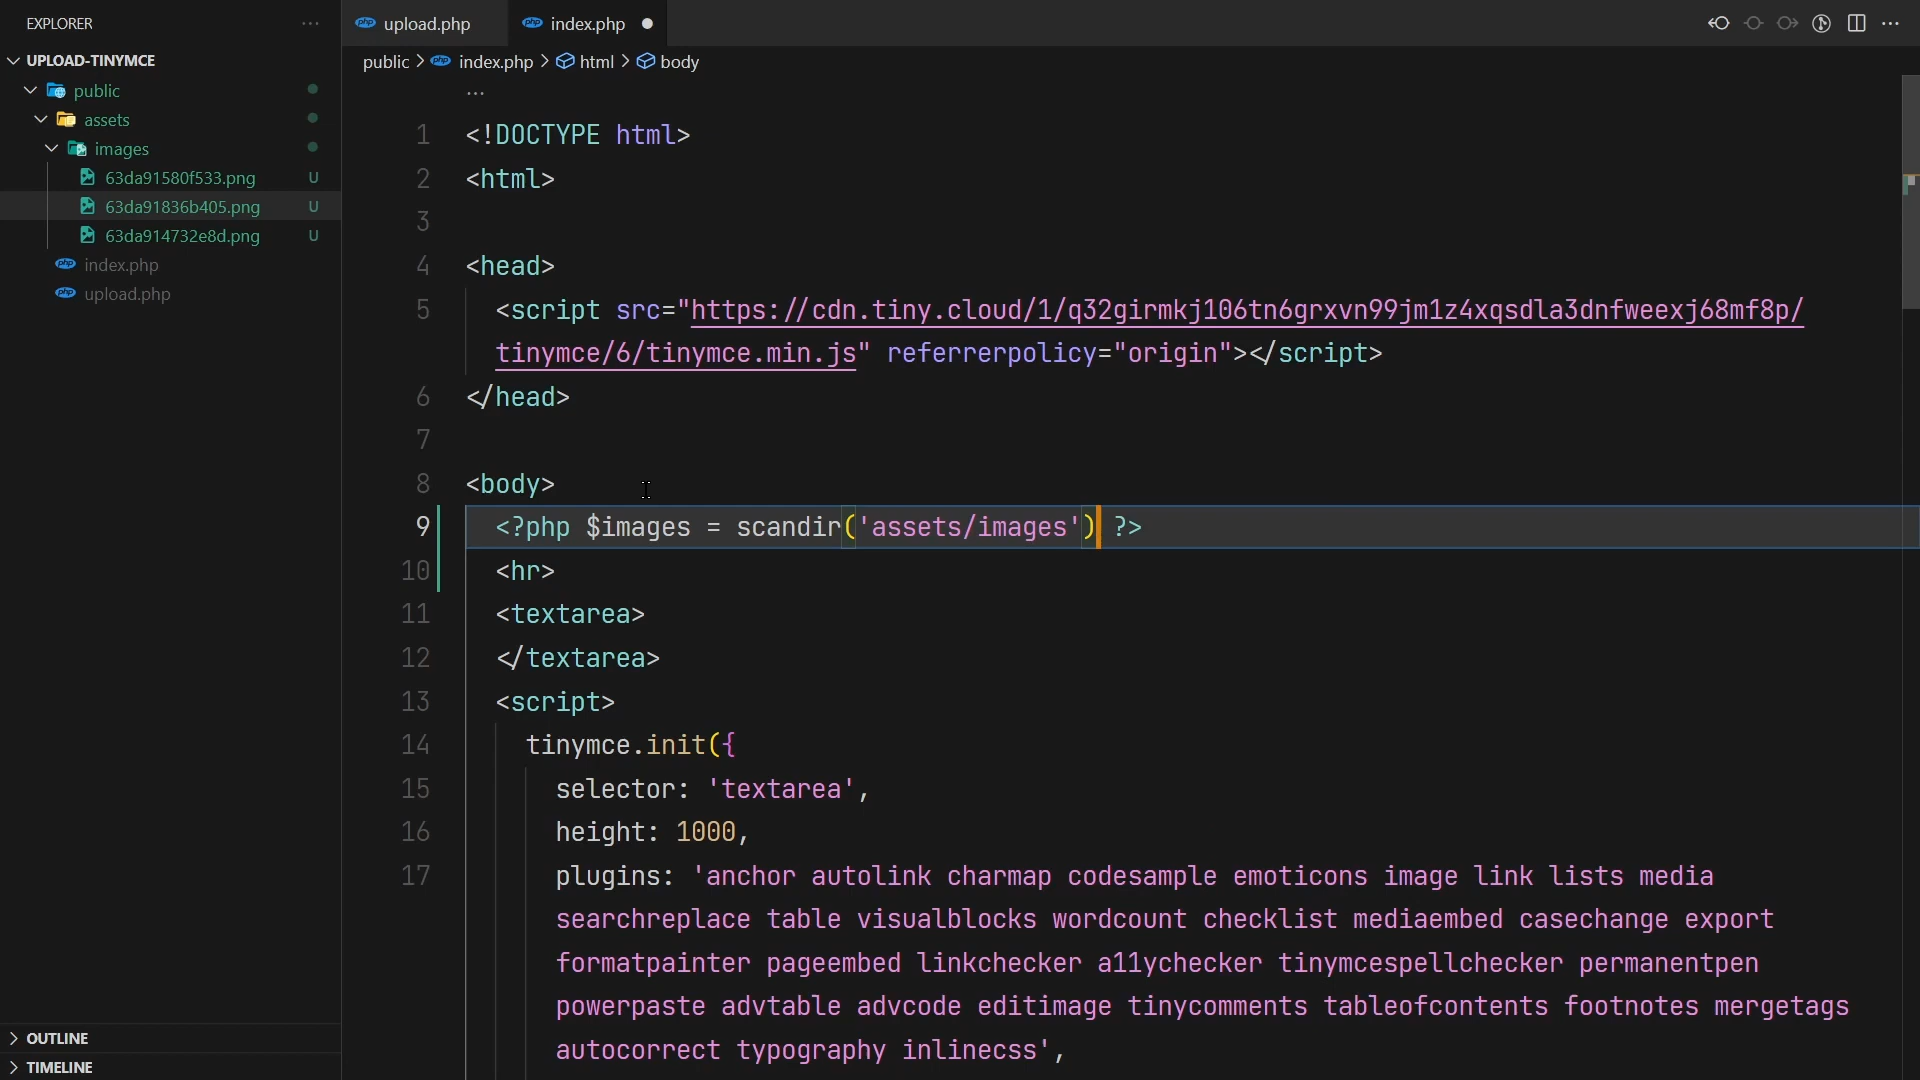 EXPLORER
UPLOAD-TINYMCE
public
assets
images
63da91580f533.png U
63da91836b405.png U
63da914732e8d.png U
php index.php
php upload.php
OUTLINE
TIMELINE
php upload.php
php index.php
public > php index.php > html > body
...
1 <!DOCTYPE html>
2 <html>
3
4 <head>
5 <script src="https://cdn.tiny.cloud/1/q32girmkj106tn6grxvn99jm1z4xqsdla3dnfweexj68mf8p/
tinymce/6/tinymce.min.js" referrerpolicy="origin"></script>
6 </head>
7
8 <body>
9 <?php $images = scandir('assets/images') ?>
10 <hr>
11 <textarea>
12 </textarea>
13 <script>
14 tinymce.init({
15 selector: 'textarea',
16 height: 1000,
17 plugins: 'anchor autolink charmap codesample emoticons image link lists media
searchreplace table visualblocks wordcount checklist mediaembed casechange export
formatpainter pageembed linkchecker a11ychecker tinymcespellchecker permanentpen
powerpaste advtable advcode editimage tinycomments tableofcontents footnotes mergetags
autocorrect typography inlinecss',